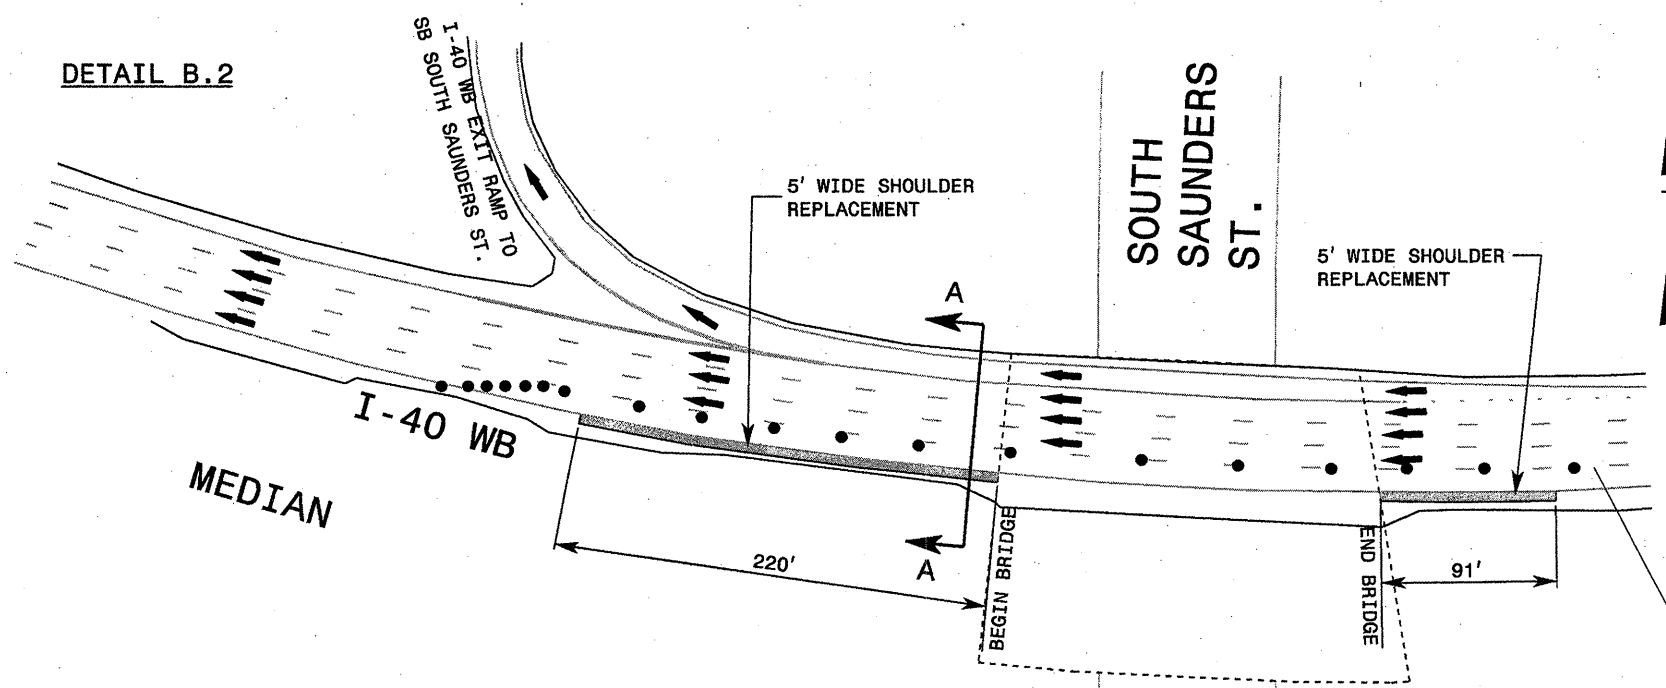 DETAIL B.2
I-40 WB EXIT RAMP TO
SB SOUTH SAUNDERS ST.
5' WIDE SHOULDER
REPLACEMENT
SOUTH
SAUNDERS
ST.
5' WIDE SHOULDER
REPLACEMENT
A
I-40 WB
MEDIAN
220'
A
BEGIN BRIDGE
END BRIDGE
91'